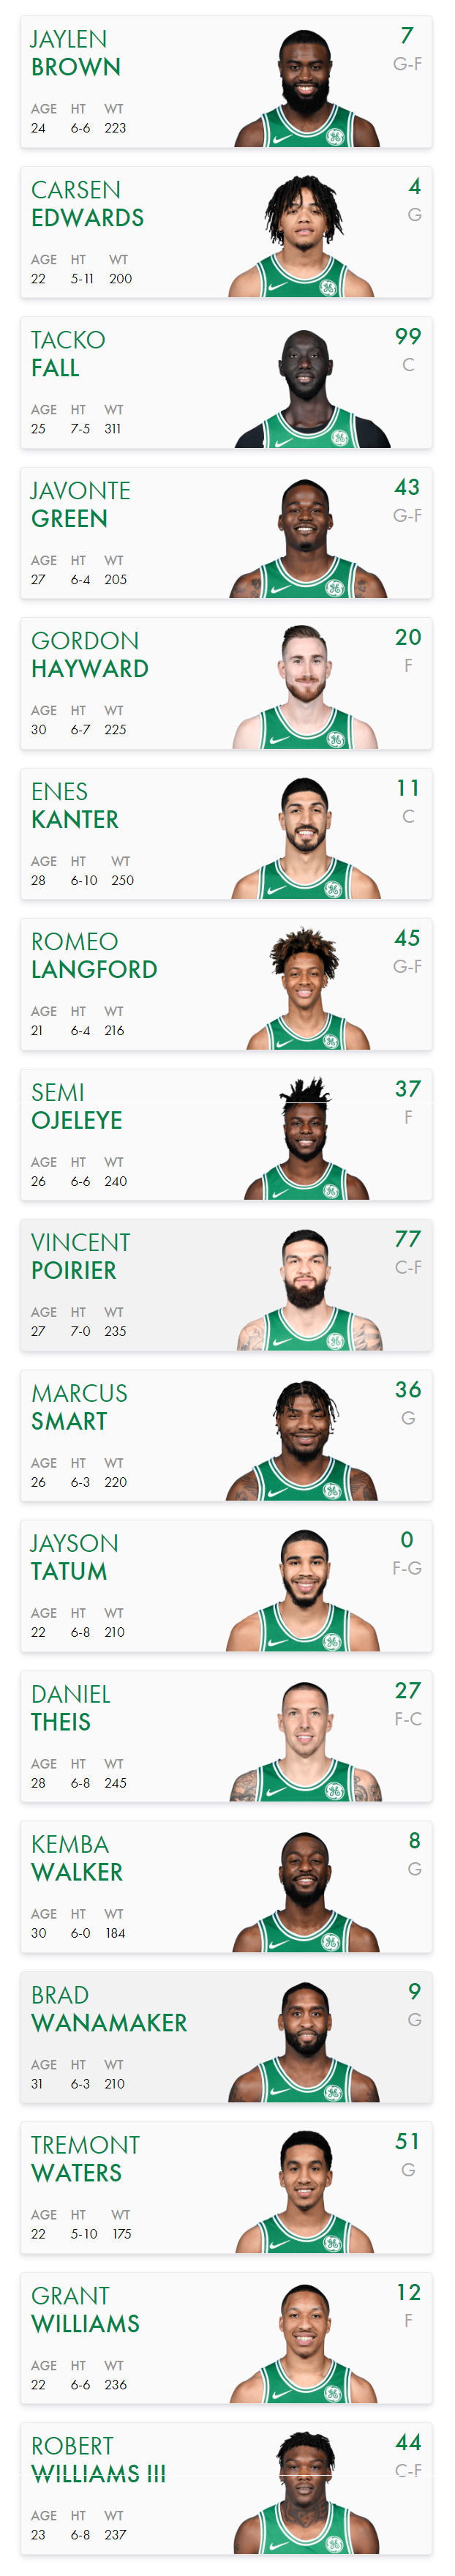 JAYLEN
BROWN
7
G-F
AGE HT WT
24 6-6 223
CARSEN
EDWARDS
4
G
AGE HT WT
22 5-11 200
TACKO
FALL
99
C
AGE HT WT
25 7-5 311
JAVONTE
GREEN
43
G-F
AGE HT WT
27 6-4 205
GORDON
HAYWARD
20
F
AGE HT WT
30 6-7 225
ENES
KANTER
11
C
AGE HT WT
28 6-10 250
ROMEO
LANGFORD
45
G-F
AGE HT WT
21 6-4 216
SEMI
OJELEYE
37
F
AGE HT WT
26 6-6 240
VINCENT
POIRIER
77
C-F
AGE HT WT
27 7-0 235
MARCUS
SMART
36
G
AGE HT WT
26 6-3 220
JAYSON
TATUM
0
F-G
AGE HT WT
22 6-8 210
DANIEL
THEIS
27
F-C
AGE HT WT
28 6-8 245
KEMBA
WALKER
8
G
AGE HT WT
30 6-0 184
BRAD
WANAMAKER
9
G
AGE HT WT
31 6-3 210
TREMONT
WATERS
51
G
AGE HT WT
22 5-10 175
GRANT
WILLIAMS
12
F
AGE HT WT
22 6-6 236
ROBERT
WILLIAMS III
44
C-F
AGE HT WT
23 6-8 237